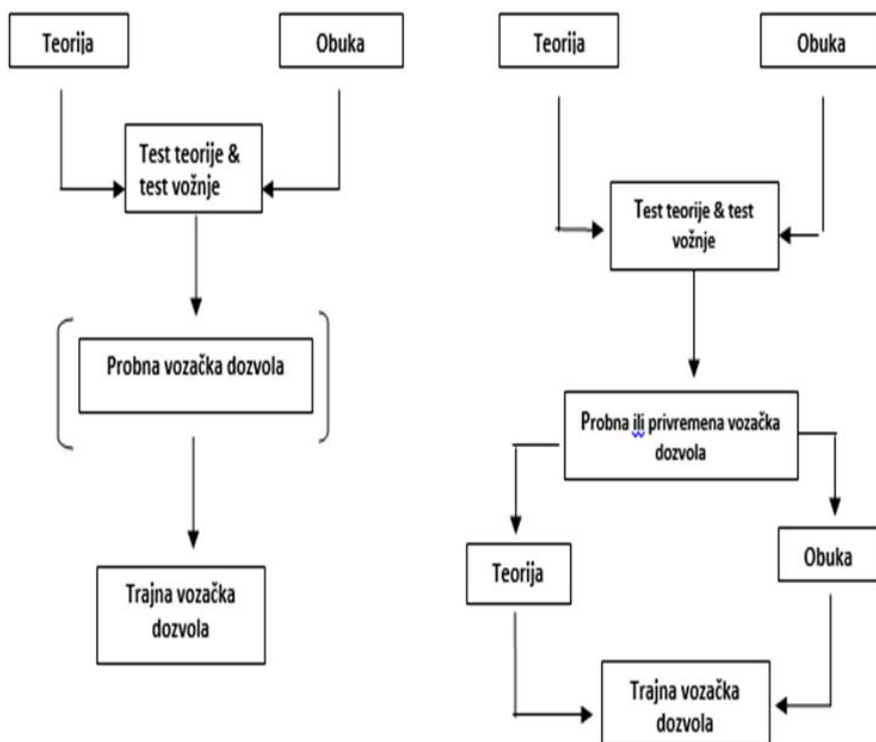 Teorija
Obuka
Test teorije &
test vožnje
Probna vozačka dozvola
Trajna vozačka
dozvola
Teorija
Obuka
Test teorije & test
vožnje
Probna ili privremena vozačka
dozvola
Teorija
Obuka
Trajna vozačka
dozvola